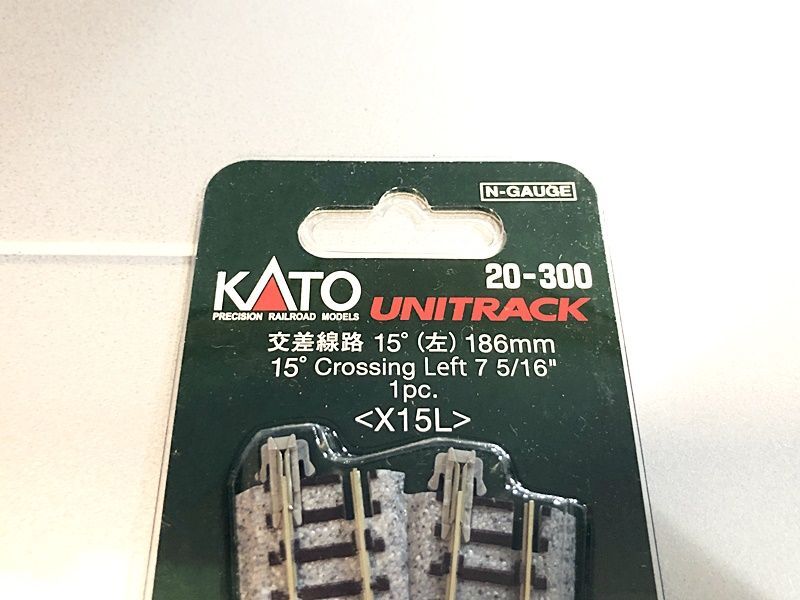 N-GAUGE
20-300
KATO UNITRACK
PRECISION RAILROAD MODELS
交差線路 15° (左) 186mm
15° Crossing Left 7 5/16"
1pc.
<X15L>